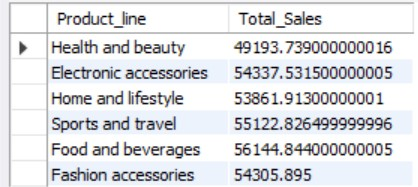 Product_line Total_Sales
Health and beauty 49193.739000000016
Electronic accessories 54337.531500000005
Home and lifestyle 53861.91300000001
Sports and travel 55122.826499999996
Food and beverages 56144.844000000005
Fashion accessories 54305.895